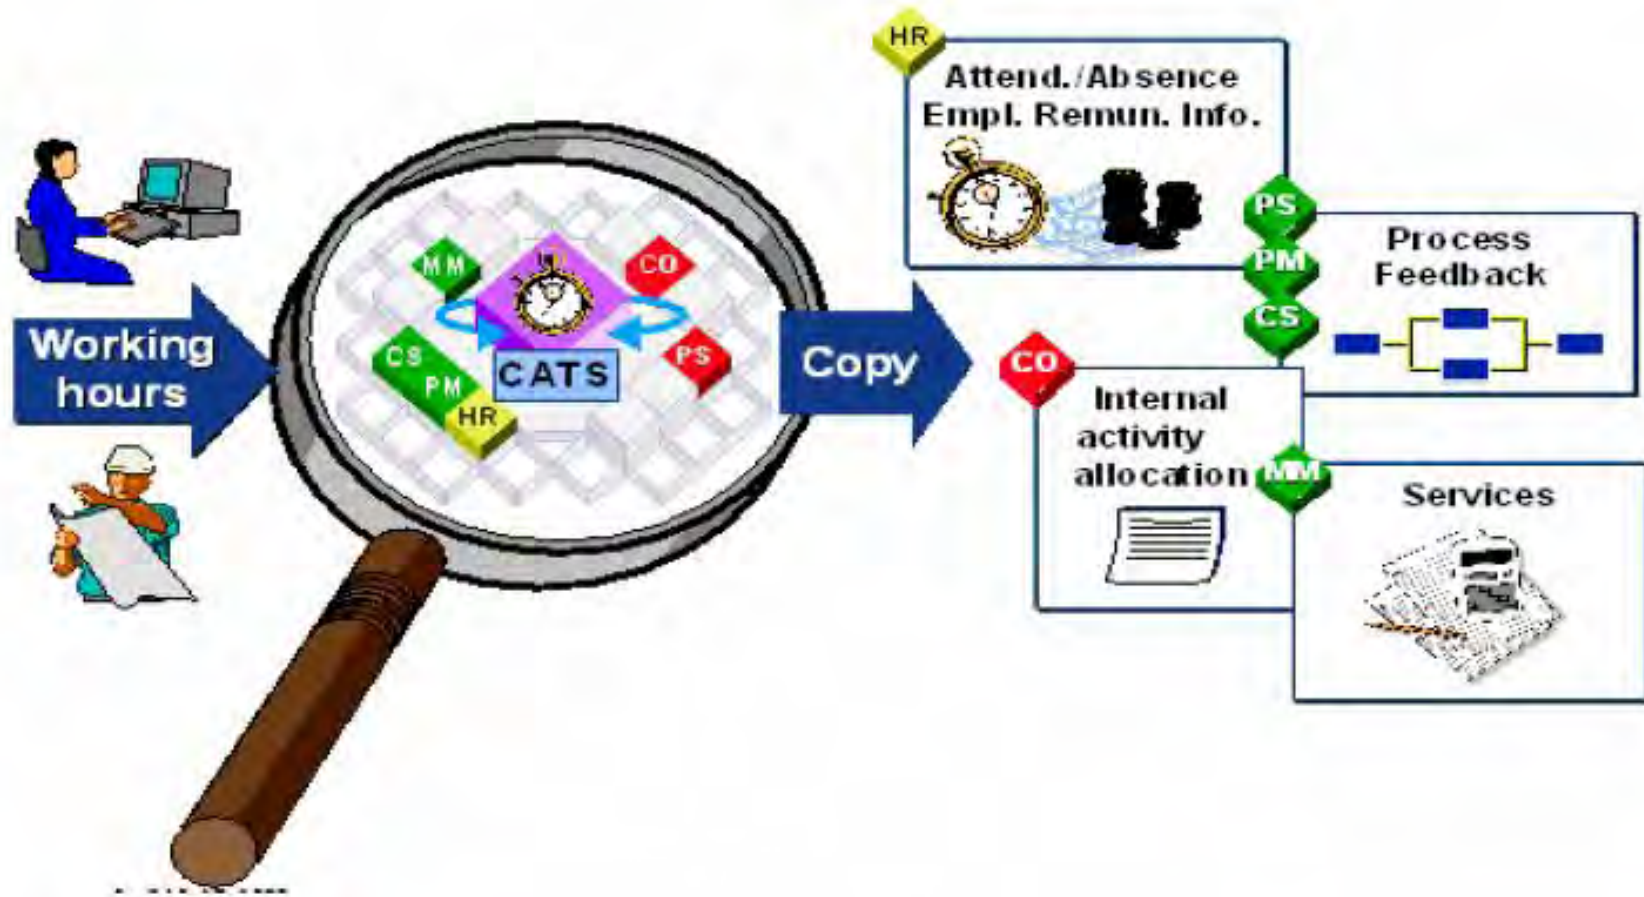 Working
hours
MM
CO
CS
PM
HR
PS
CATS
Copy
HR
Attend./Absence
Empl. Remun. Info.
PS
PM
CS
Process
Feedback
CO
Internal
activity
allocation
MM
Services